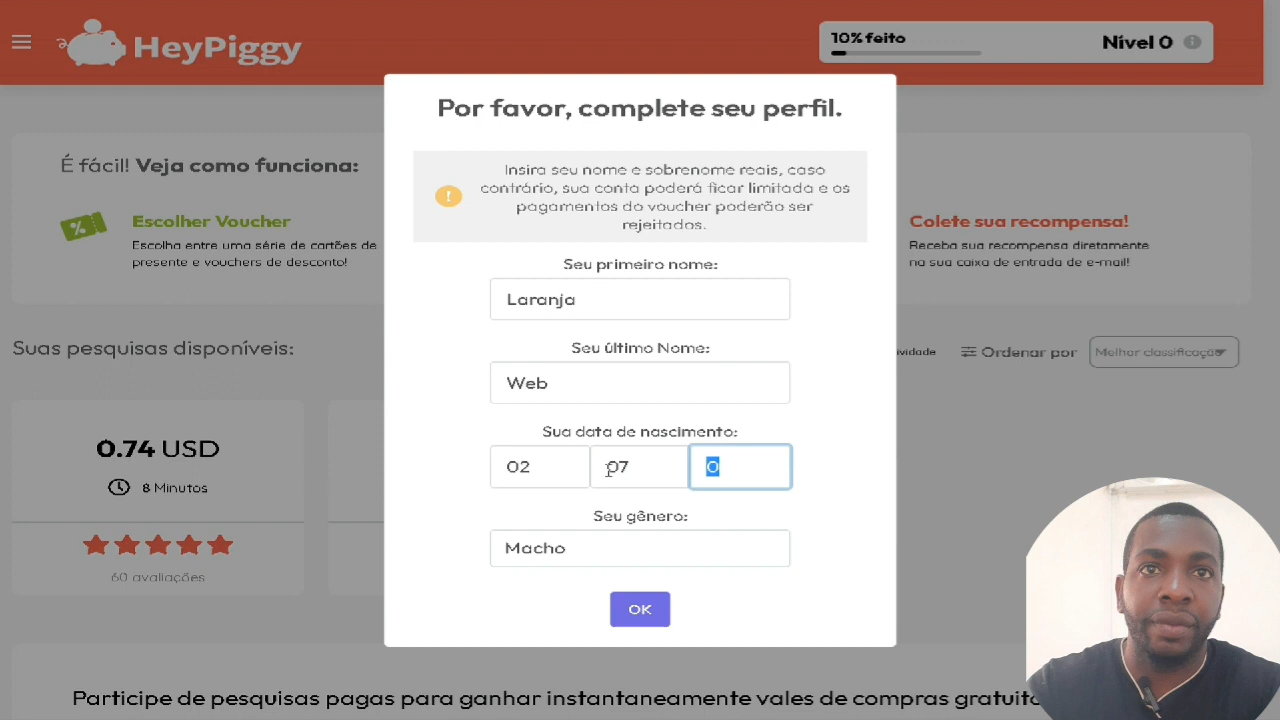 HeyPiggy
10% feito
Nível 0
Por favor, complete seu perfil.
Insira seu nome e sobrenome reais, caso
contrário, sua conta poderá ficar limitada e os
pagamentos do voucher poderão ser
rejeitados.
É fácil! Veja como funciona:
Escolher Voucher
Escolha entre uma série de cartões de
presente e vouchers de desconto!
Colete sua recompensa!
Receba sua recompensa diretamente
na sua caixa de entrada de e-mail!
Seu primeiro nome:
Laranja
Seu último Nome:
Web
Sua data de nascimento:
02 07 0
Seu gênero:
Macho
OK
Suas pesquisas disponíveis:
ividade
Ordenar por
Melhor classificação
0.74 USD
8 Minutos
60 avaliações
Participe de pesquisas pagas para ganhar instantaneamente vales de compras